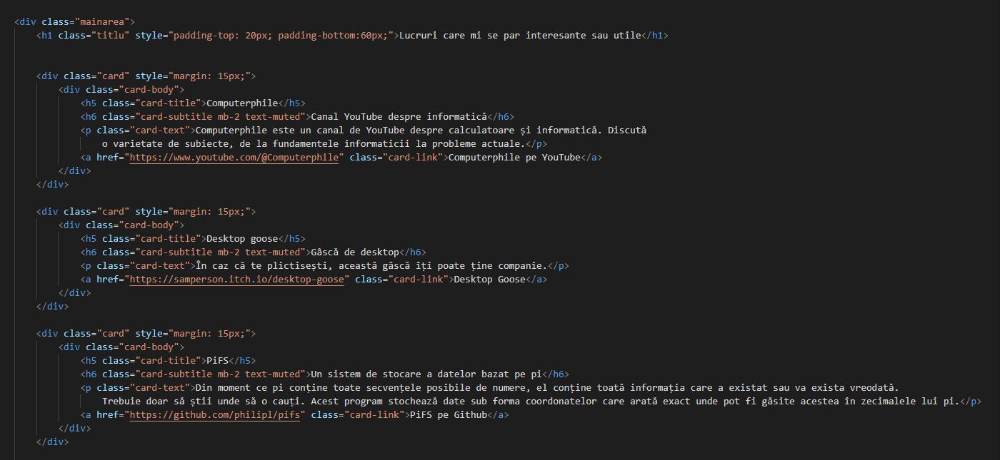 <div class="mainarea">
<h1 class="titlu" style="padding-top: 20px; padding-bottom:60px;">Lucruri care mi se par interesante sau utile</h1>
<div class="card" style="margin: 15px;">
<div class="card-body">
<h5 class="card-title">Computerphile</h5>
<h6 class="card-subtitle mb-2 text-muted">Canal YouTube despre informatică</h6>
<p class="card-text">Computerphile este un canal de YouTube despre calculatoare și informatică. Discută
o varietate de subiecte, de la fundamentele informaticii la probleme actuale.</p>
<a href="https://www.youtube.com/@Computerphile" class="card-link">Computerphile pe YouTube</a>
</div>
</div>
<div class="card" style="margin: 15px;">
<div class="card-body">
<h5 class="card-title">Desktop goose</h5>
<h6 class="card-subtitle mb-2 text-muted">Gâscă de desktop</h6>
<p class="card-text">În caz că te plictisești, această gâscă îți poate ține companie.</p>
<a href="https://samperson.itch.io/desktop-goose" class="card-link">Desktop Goose</a>
</div>
</div>
<div class="card" style="margin: 15px;">
<div class="card-body">
<h5 class="card-title">PiFS</h5>
<h6 class="card-subtitle mb-2 text-muted">Un sistem de stocare a datelor bazat pe pi</h6>
<p class="card-text">Din moment ce pi conține toate secvențele posibile de numere, el conține toată informația care a existat sau va exista vreodată.
Trebuie doar să știi unde să o cauți. Acest program stochează date sub forma coordonatelor care arată exact unde pot fi găsite acestea în zecimalele lui pi.</p>
<a href="https://github.com/philipl/pifs" class="card-link">PiFS pe Github</a>
</div>
</div>